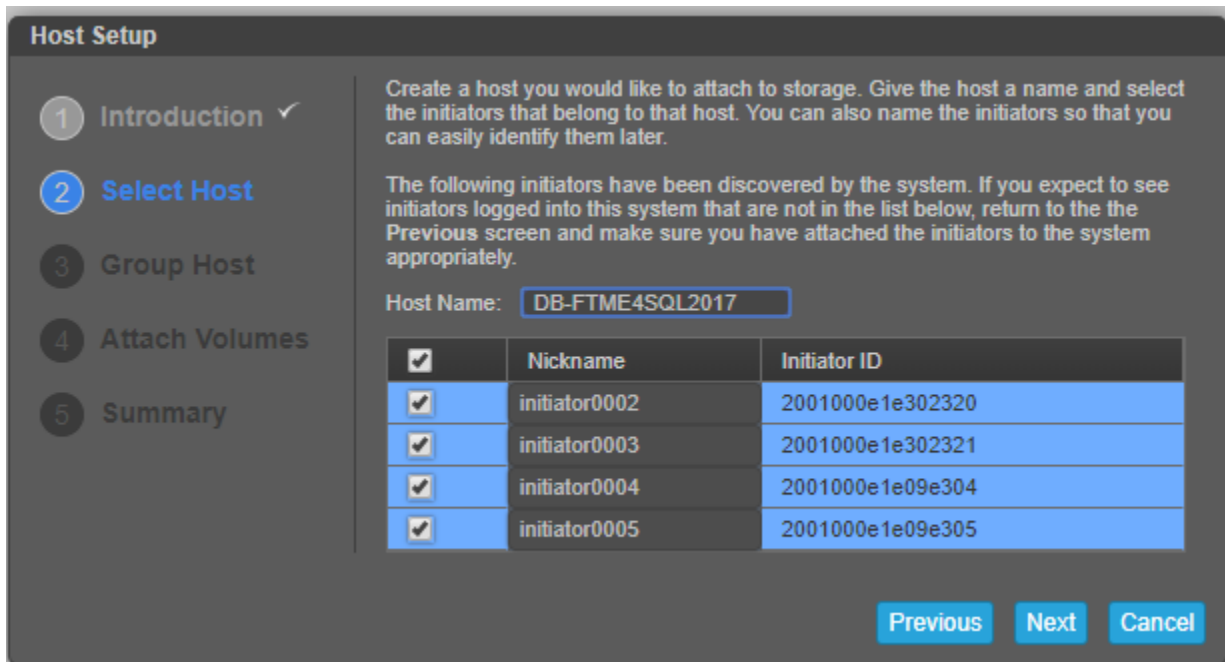 Host Setup
1 Introduction
2 Select Host
3 Group Host
4 Attach Volumes
5 Summary
Create a host you would like to attach to storage. Give the host a name and select
the initiators that belong to that host. You can also name the initiators so that you
can easily identify them later.
The following initiators have been discovered by the system. If you expect to see
initiators logged into this system that are not in the list below, return to the the
Previous screen and make sure you have attached the initiators to the system
appropriately.
Host Name: DB-FTME4SQL2017
Nickname Initiator ID
initiator0002 2001000e1e302320
initiator0003 2001000e1e302321
initiator0004 2001000e1e09e304
initiator0005 2001000e1e09e305
Previous Next Cancel